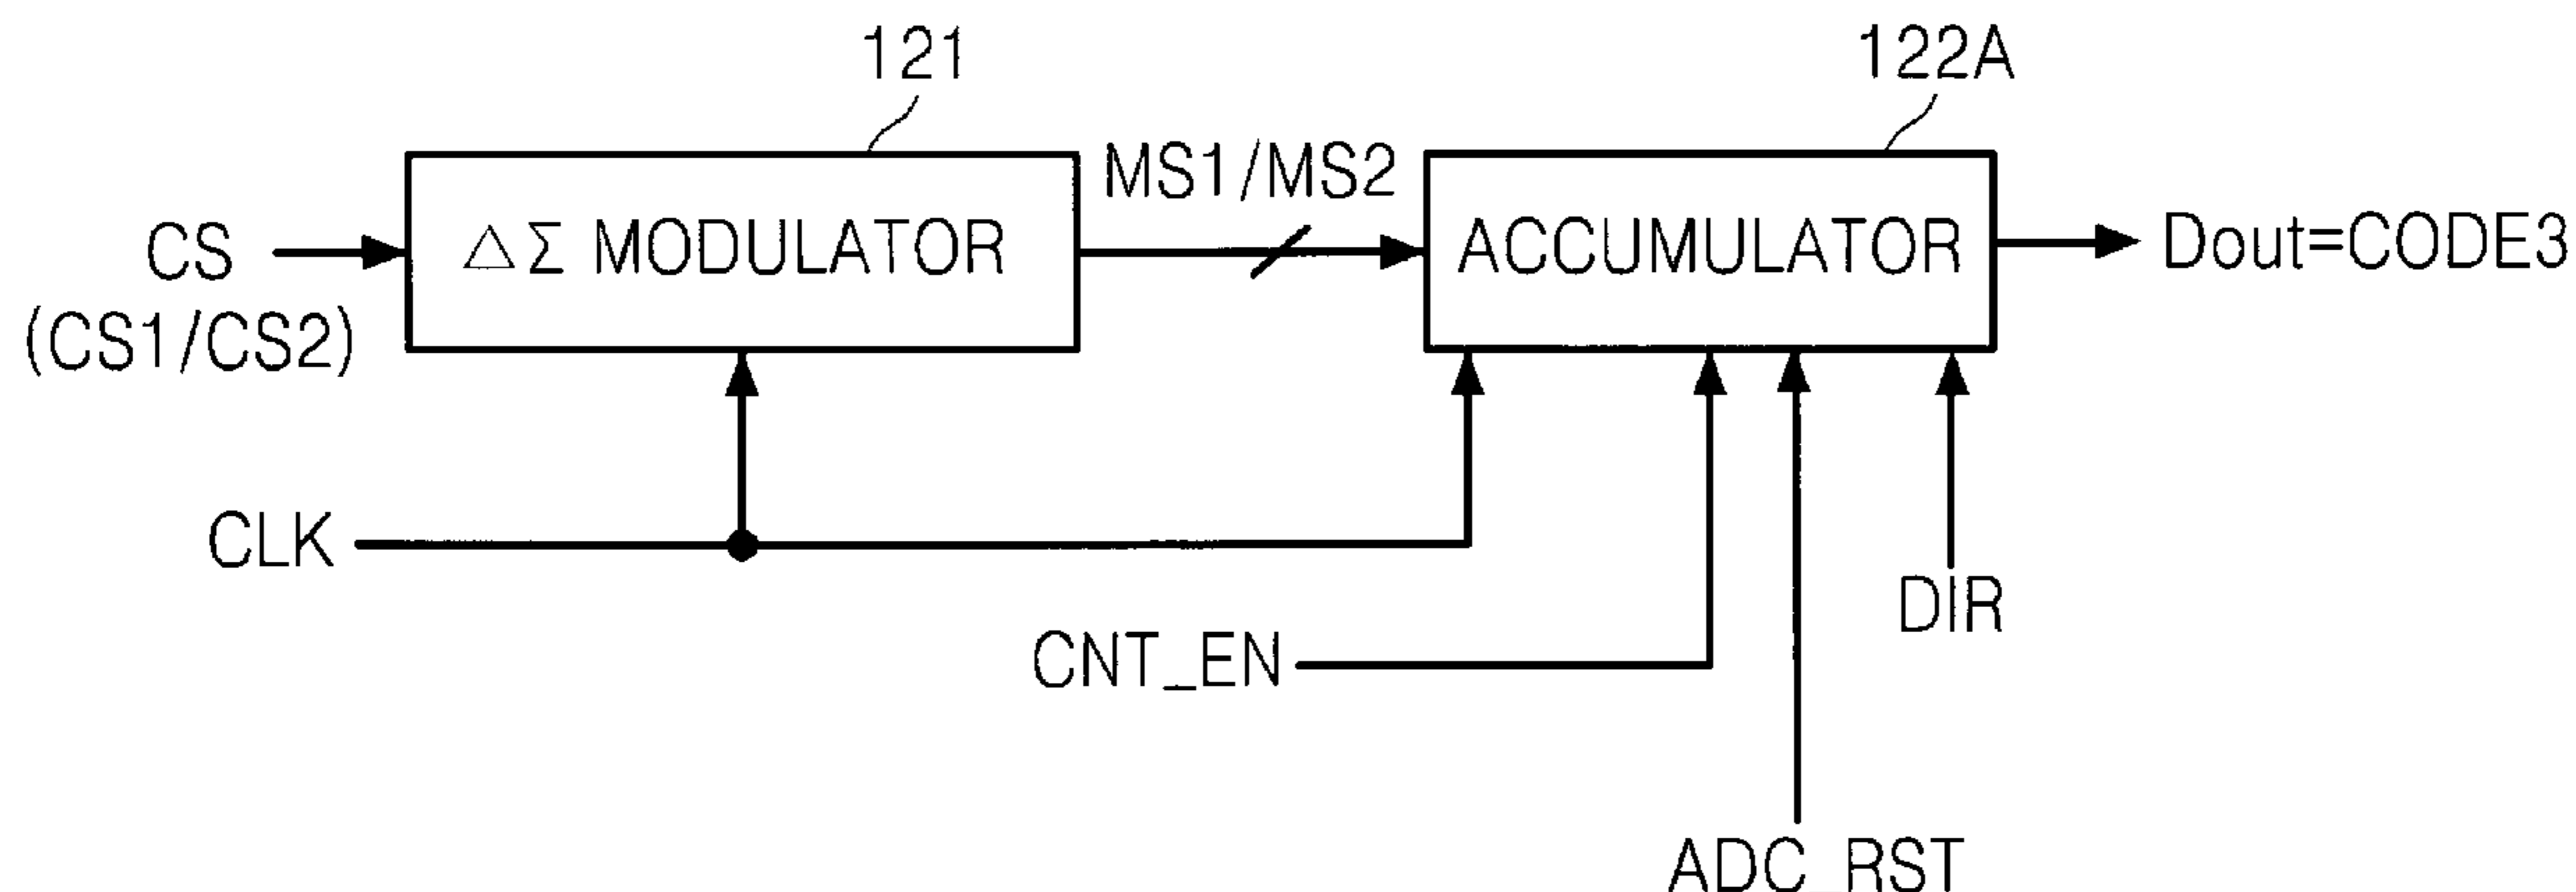 121
122A
MS1/MS2
CS
(CS1/CS2)
ΔΣ MODULATOR
ACCUMULATOR
Dout=CODE3
CLK
DIR
CNT_EN
ADC_RST